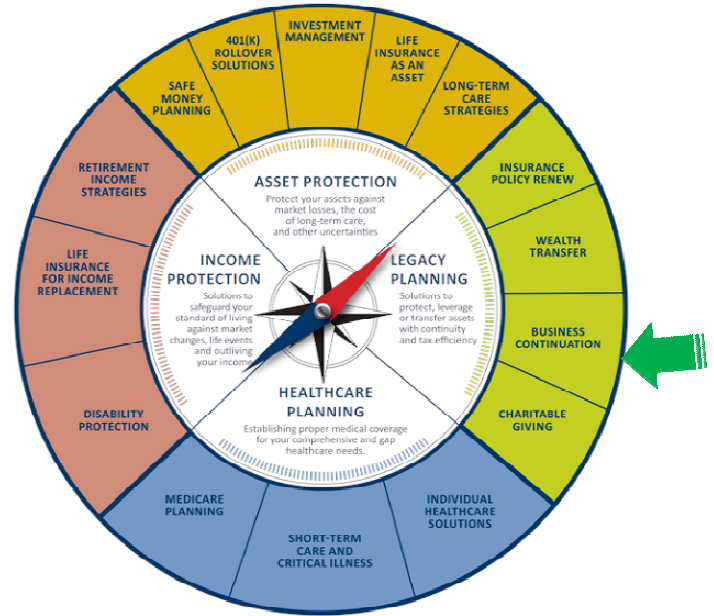 INVESTMENT
MANAGEMENT
401(K)
ROLLOVER
SOLUTIONS
LIFE
INSURANCE
AS AN
ASSET
SAFE
MONEY
PLANNING
LONG-TERM
CARE
STRATEGIES
RETIREMENT
INCOME
STRATEGIES
INSURANCE
POLICY RENEW
ASSET PROTECTION
Protect your assets against
market losses, the cost
of long-term care,
and other uncertainties
LIFE
INSURANCE
FOR INCOME
REPLACEMENT
WEALTH
TRANSFER
INCOME
PROTECTION
Solutions to
safeguard your
standard of living
against market
changes, life events
and outliving
your income
LEGACY
PLANNING
Solutions to
protect, leverage
or transfer assets
with continuity
and tax efficiency
BUSINESS
CONTINUATION
DISABILITY
PROTECTION
HEALTHCARE
PLANNING
Establishing proper medical coverage
for your comprehensive and gap
healthcare needs.
CHARITABLE
GIVING
MEDICARE
PLANNING
SHORT-TERM
CARE AND
CRITICAL ILLNESS
INDIVIDUAL
HEALTHCARE
SOLUTIONS